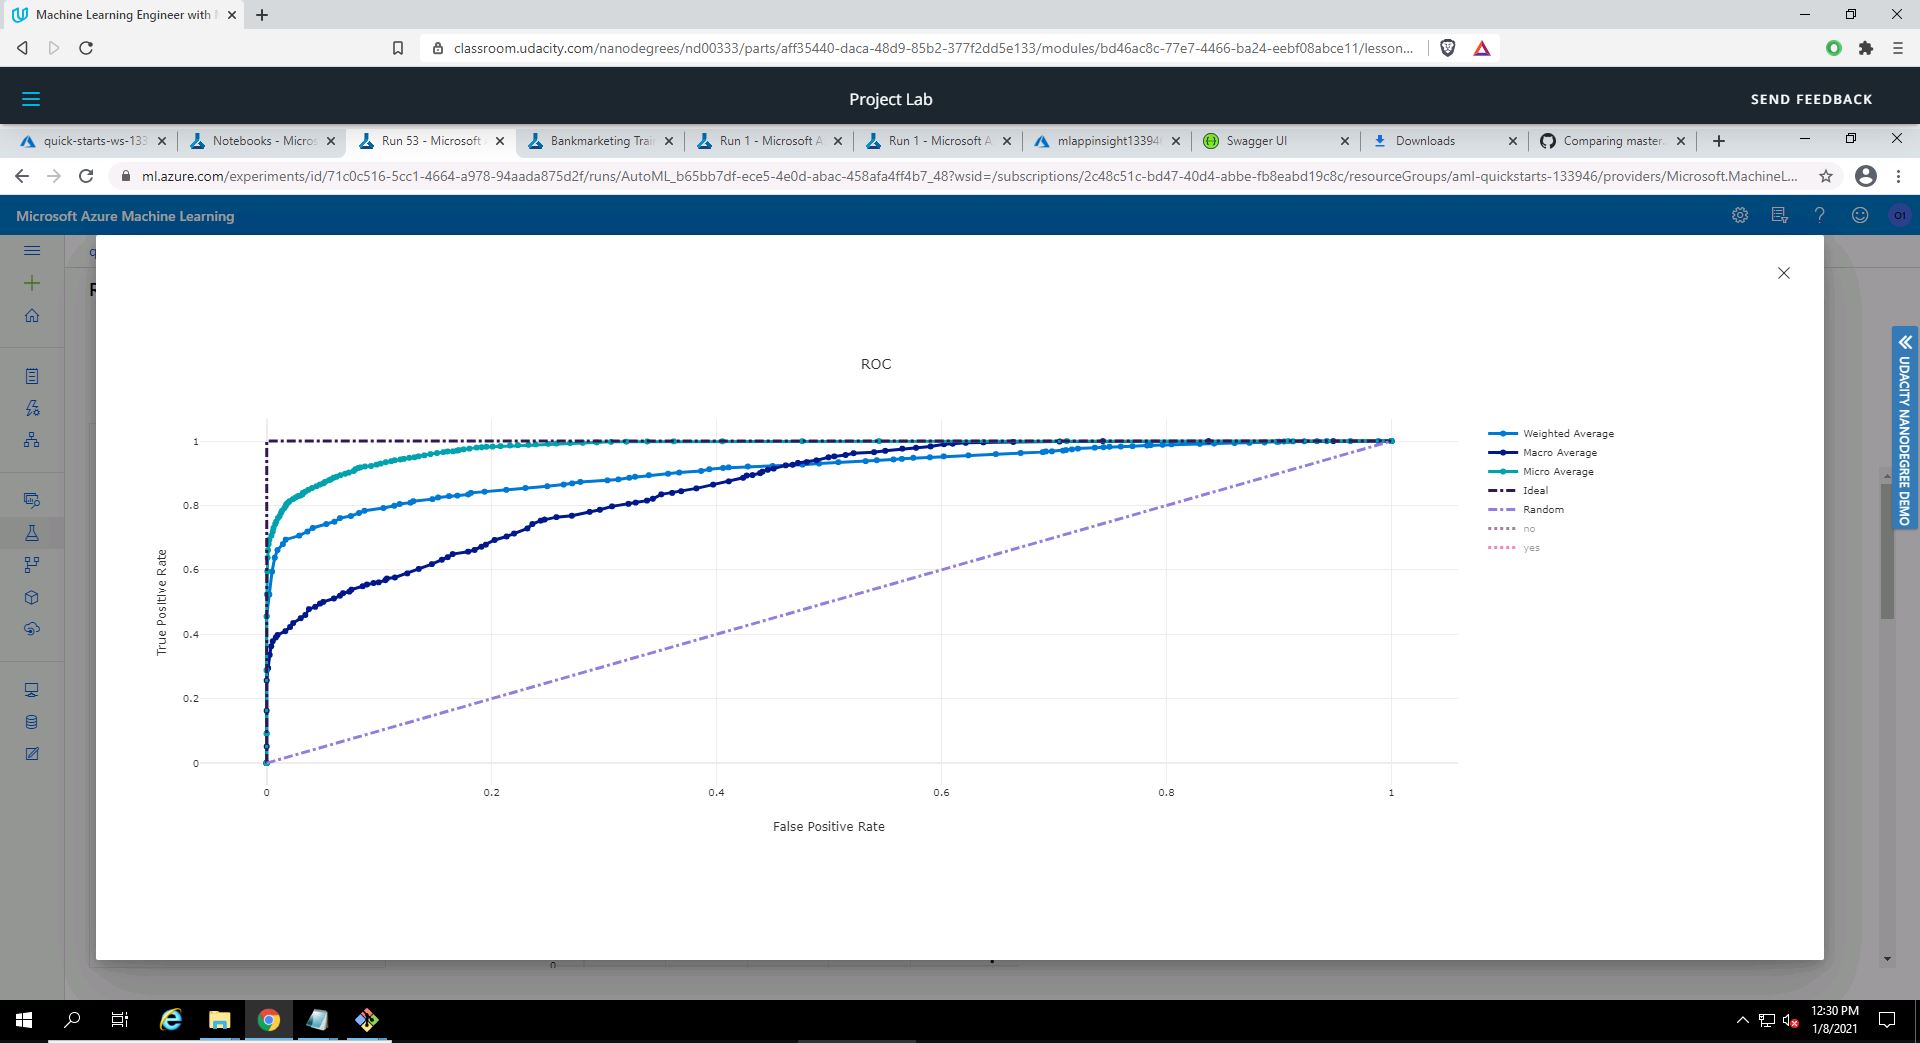 Machine Learning Engineer with
classroom.udacity.com/nanodegrees/nd00333/parts/aff35440-daca-48d9-85b2-377f2dd5e133/modules/bd46ac8c-77e7-4466-ba24-eebf08abce11/lesson...
Project Lab
SEND FEEDBACK
quick-starts-ws-133
Notebooks - Micros
Run 53 - Microsoft
Bankmarketing Trai
Run 1 - Microsoft A
Run 1 - Microsoft A
mlappinsight13394
Swagger UI
Downloads
Comparing master.
ml.azure.com/experiments/id/71c0c516-5cc1-4664-a978-94aada875d2f/runs/AutoML_b65bb7df-ece5-4e0d-abac-458afa4ff4b7_48?wsid=/subscriptions/2c48c51c-bd47-40d4-abbe-fb8eabd19c8c/resourceGroups/aml-quickstarts-133946/providers/Microsoft.MachineL...
Microsoft Azure Machine Learning
O1
ROC
1
0.8
0.6
0.4
0.2
0
True Positive Rate
0
0.2
0.4
0.6
0.8
1
False Positive Rate
Weighted Average
Macro Average
Micro Average
Ideal
Random
no
yes
UDACITY NANODEGREE DEMO
0
12:30 PM
1/8/2021